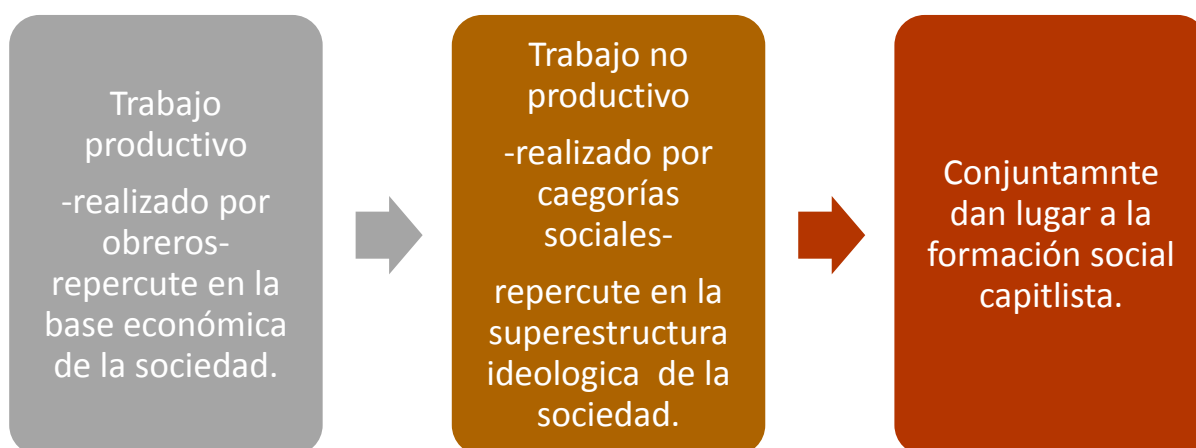 Trabajo
productivo
-realizado por
obreros-
repercute en la
base económica
de la sociedad.
Trabajo no
productivo
-realizado por
caegorías
sociales-
repercute en la
superestructura
ideologica de la
sociedad.
Conjuntamnte
dan lugar a la
formación social
capitlista.